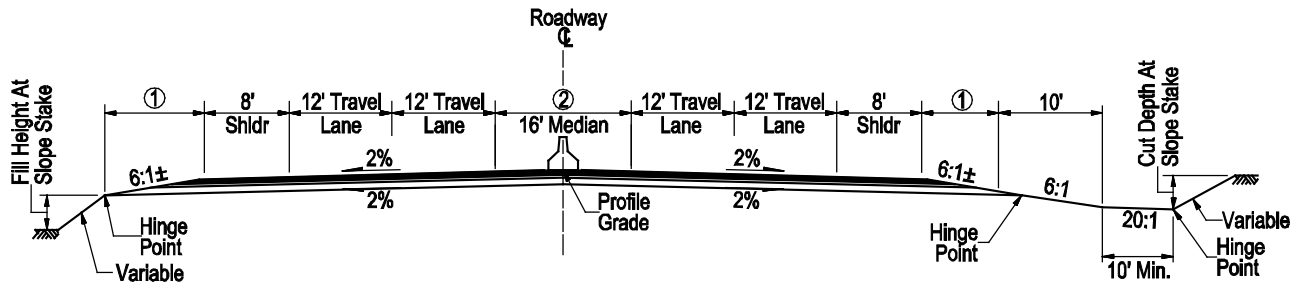 Roadway
℄
Fill Height At
Slope Stake
①
8'
Shldr
12' Travel
Lane
12' Travel
Lane
②
16' Median
12' Travel
Lane
12' Travel
Lane
8'
Shldr
①
10'
Cut Depth At
Slope Stake
6:1±
2%
2%
6:1±
6:1
2%
2%
20:1
Hinge
Point
Variable
Profile
Grade
Hinge
Point
10' Min.
Variable
Hinge
Point